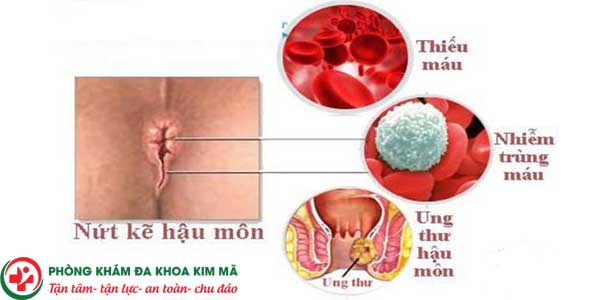 Thiếu
máu
Nhiễm
trùng
máu
Nứt kẽ hậu môn
Ung
thư
hậu
môn
Ung thư
PHÒNG KHÁM ĐA KHOA KIM MÃ
Tận tâm- tận lực- an toàn- chu đáo